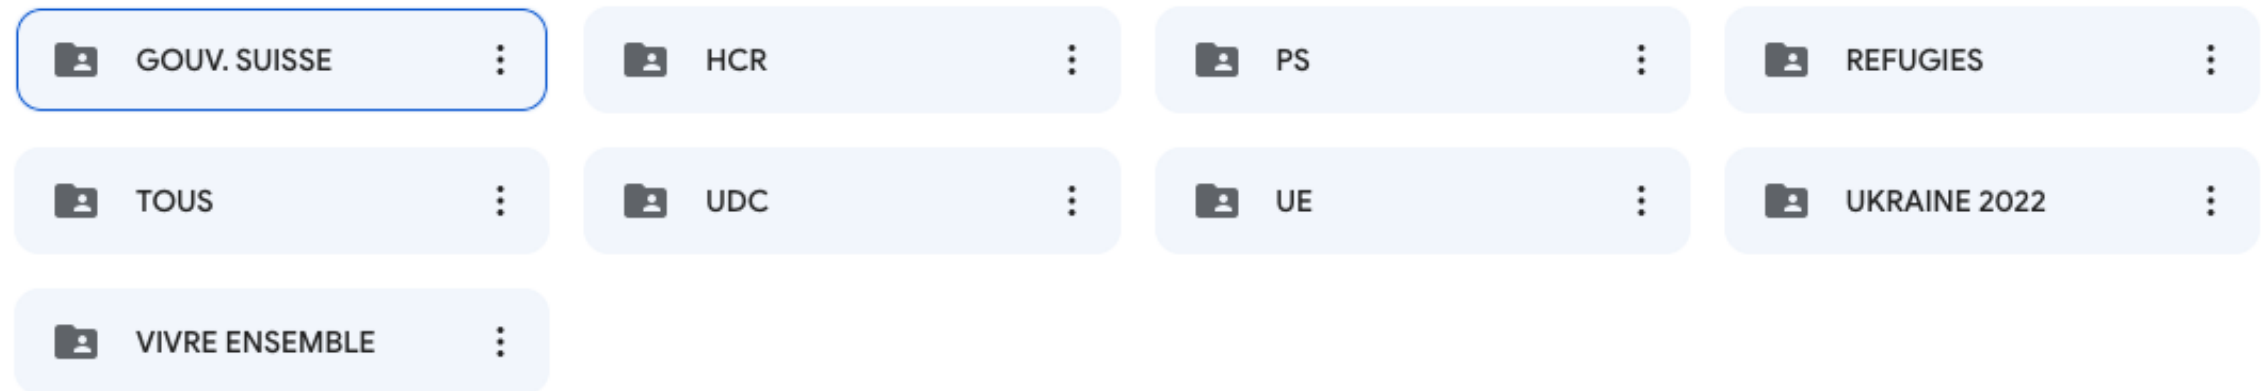 GOUV. SUISSE
HCR
PS
REFUGIES
TOUS
UDC
UE
UKRAINE 2022
VIVRE ENSEMBLE